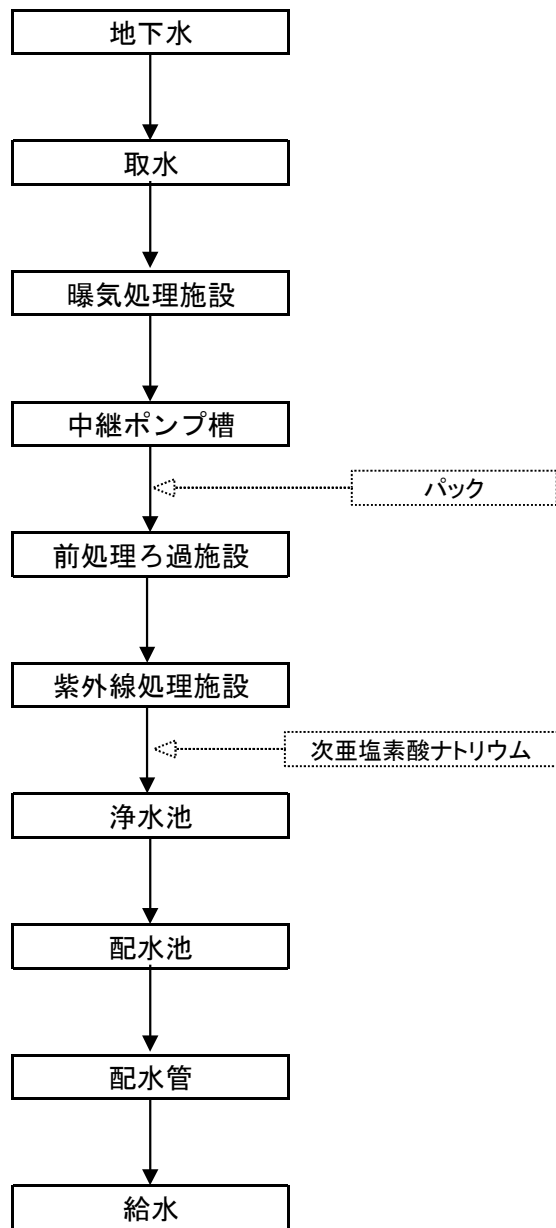 地下水
取水
曝気処理施設
中継ポンプ槽
パック
前処理ろ過施設
紫外線処理施設
次亜塩素酸ナトリウム
浄水池
配水池
配水管
給水